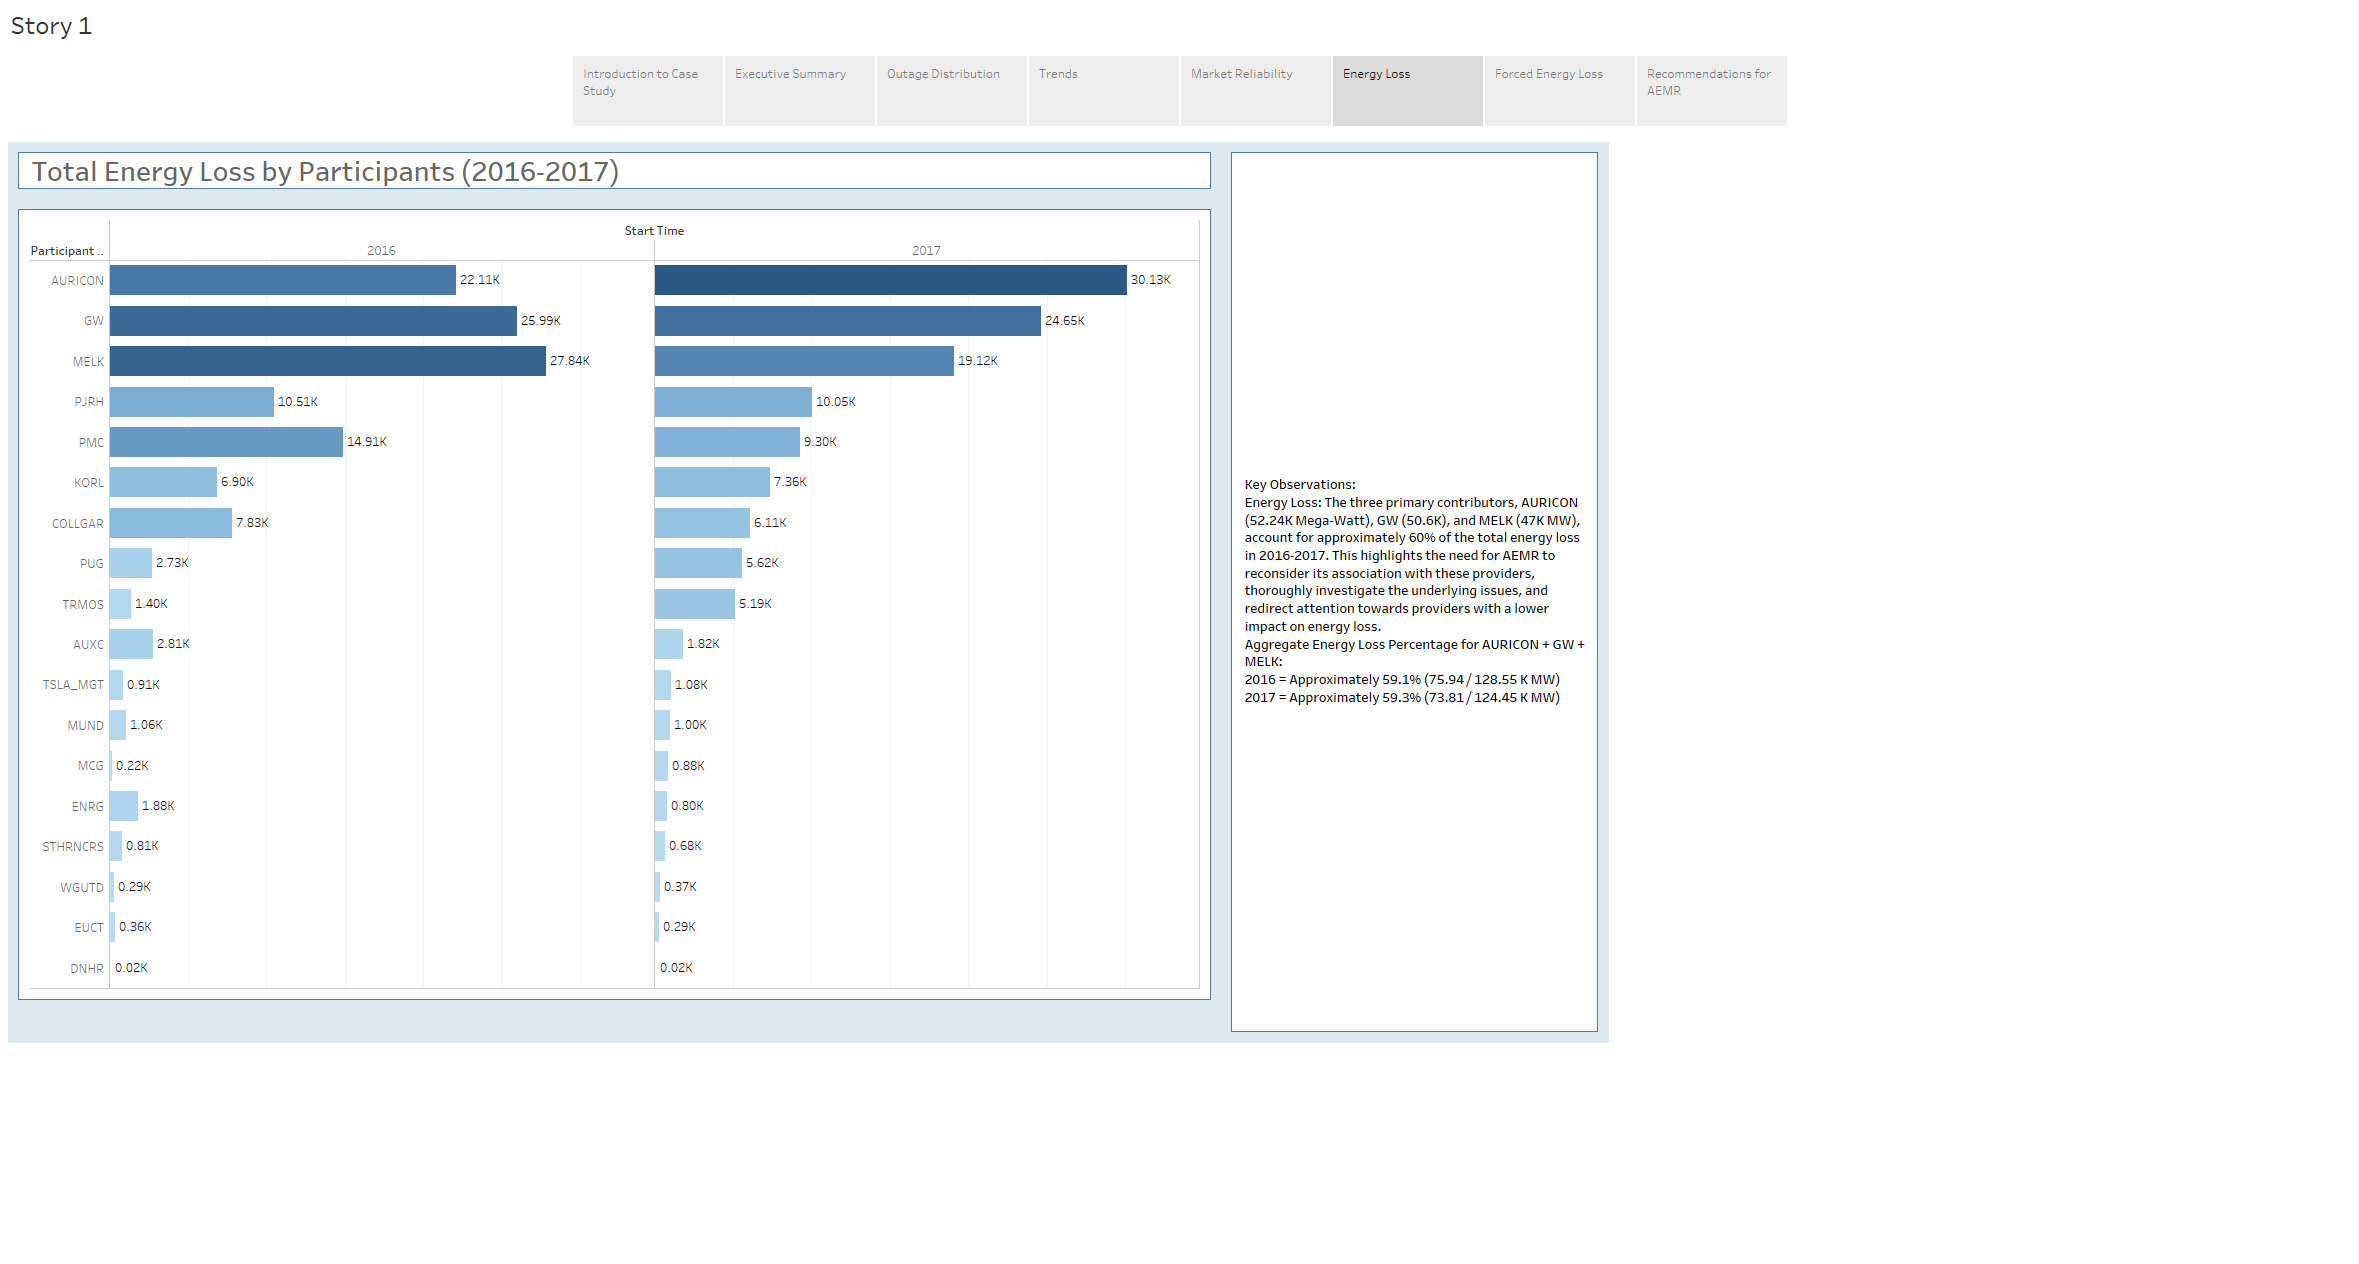 Story 1
Introduction to Case
Study
Executive Summary
Outage Distribution
Trends
Market Reliability
Energy Loss
Forced Energy Loss
Recommendations for
AEMR
Total Energy Loss by Participants (2016-2017)
Start Time
Participant .. 2016 2017
AURICON 22.11K 30.13K
GW 25.99K 24.65K
MELK 27.84K 19.12K
PJRH 10.51K 10.05K
PMC 14.91K 9.30K
KORL 6.90K 7.36K
COLLGAR 7.83K 6.11K
PUG 2.73K 5.62K
TRMOS 1.40K 5.19K
AUXC 2.81K 1.82K
TSLA_MGT 0.91K 1.08K
MUND 1.06K 1.00K
MCG 0.22K 0.88K
ENRG 1.88K 0.80K
STHRNCRS 0.81K 0.68K
WGUTD 0.29K 0.37K
EUCT 0.36K 0.29K
DNHR 0.02K 0.02K
Key Observations:
Energy Loss: The three primary contributors, AURICON
(52.24K Mega-Watt), GW (50.6K), and MELK (47K MW),
account for approximately 60% of the total energy loss
in 2016-2017. This highlights the need for AEMR to
reconsider its association with these providers,
thoroughly investigate the underlying issues, and
redirect attention towards providers with a lower
impact on energy loss.
Aggregate Energy Loss Percentage for AURICON + GW +
MELK:
2016 = Approximately 59.1% (75.94 / 128.55 K MW)
2017 = Approximately 59.3% (73.81 / 124.45 K MW)